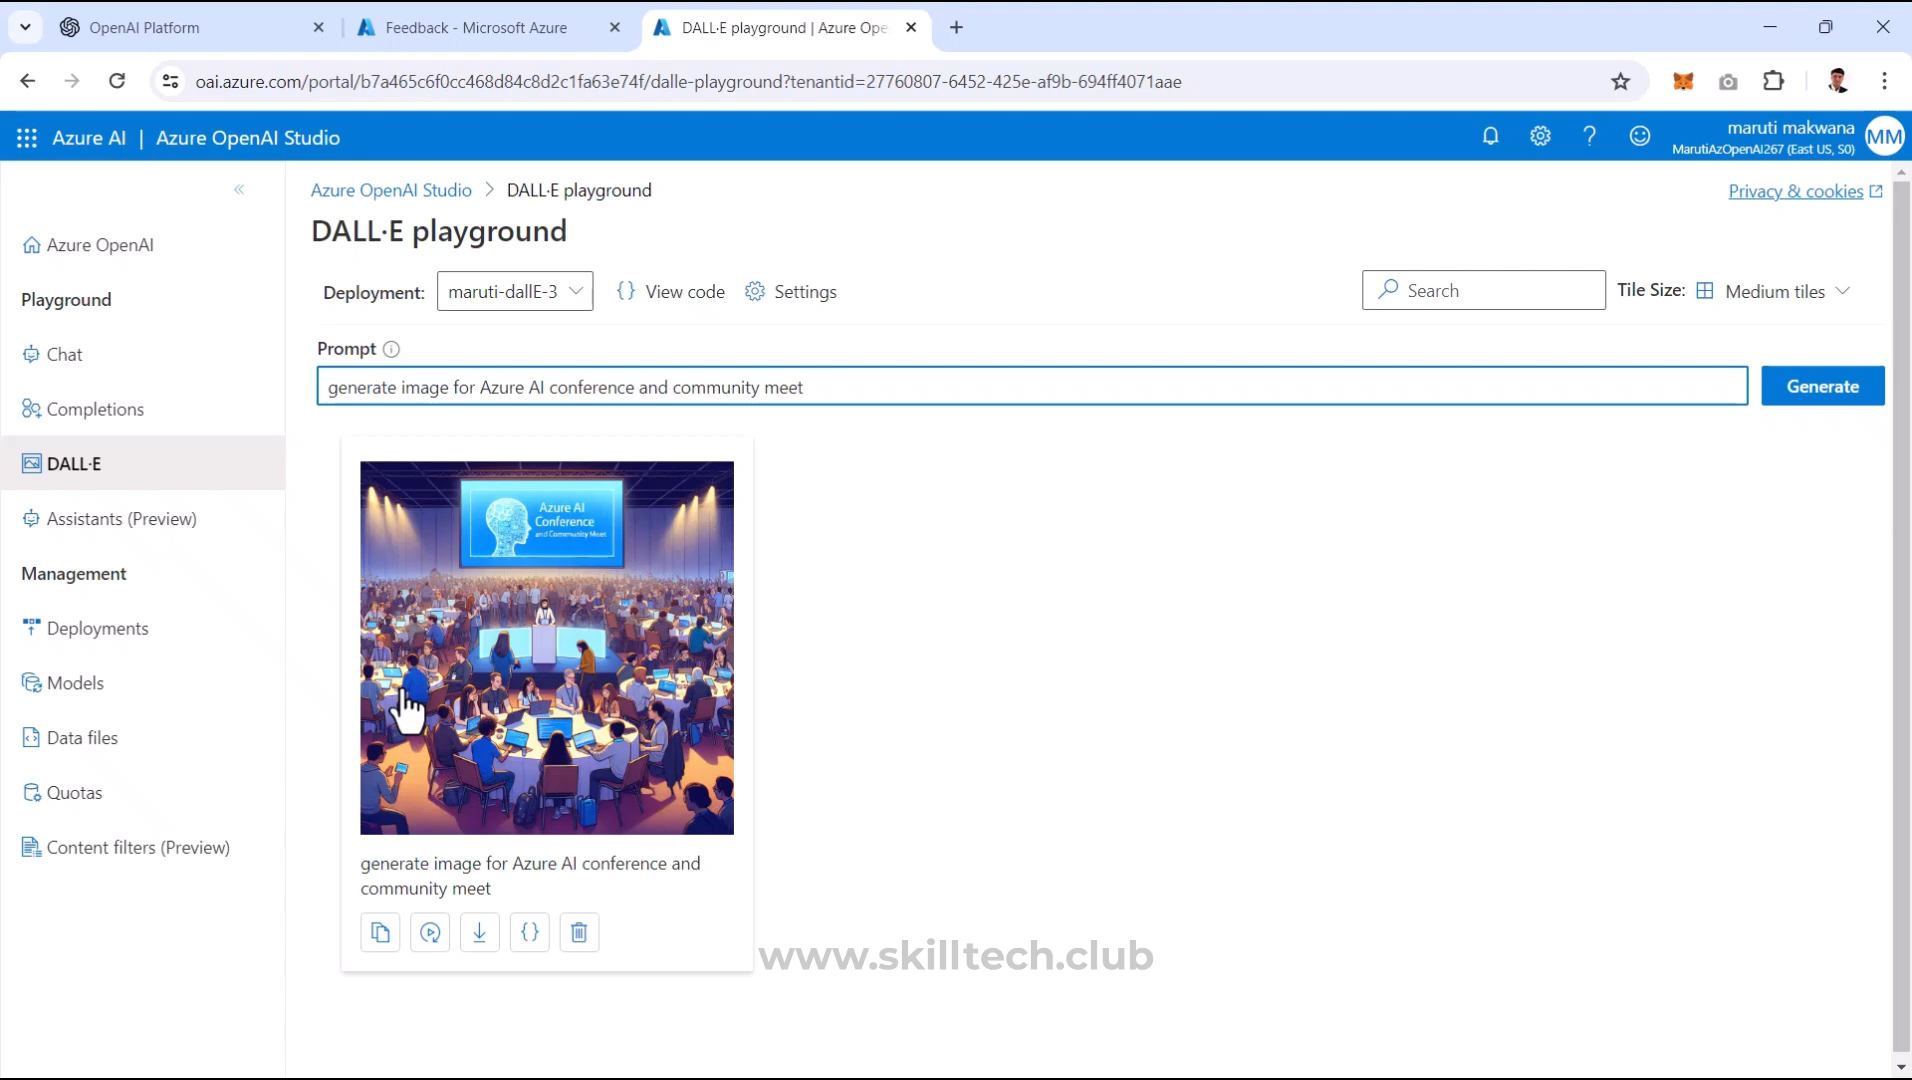 OpenAI Platform
Feedback - Microsoft Azure
DALL·E playground | Azure Ope
oai.azure.com/portal/b7a465c6f0cc468d84c8d2c1fa63e74f/dalle-playground?tenantid=27760807-6452-425e-af9b-694ff4071aae
Azure AI | Azure OpenAI Studio
maruti makwana
MarutiAzOpenAI267 (East US, S0)
MM
Azure OpenAI Studio > DALL·E playground
Privacy & cookies
DALL·E playground
Azure OpenAI
Playground
Chat
Completions
DALL·E
Assistants (Preview)
Management
Deployments
Models
Data files
Quotas
Content filters (Preview)
Deployment: maruti-dallE-3 {} View code Settings
Search
Tile Size: Medium tiles
Prompt
generate image for Azure AI conference and community meet
Generate
Azure AI
Conference
and Community Meet
generate image for Azure AI conference and
community meet
{}
www.skilltech.club